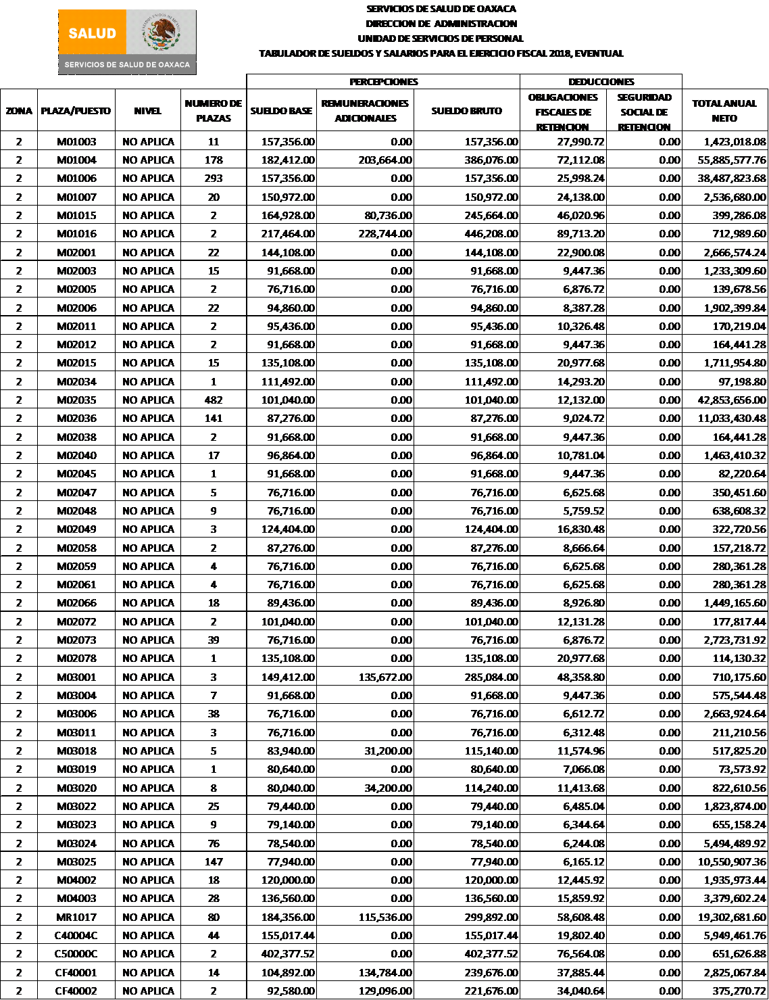 SALUD
SERVICIOS DE SALUD DE OAXACA
SERVICIOS DE SALUD DE OAXACA
DIRECCION DE ADMINISTRACION
UNIDAD DE SERVICIOS DE PERSONAL
TABULADOR DE SUELDOS Y SALARIOS PARA EL EJERCICIO FISCAL 2018, EVENTUAL
PERCEPCIONES DEDUCCIONES
ZONA PLAZA/PUESTO NIVEL NUMERO DE PLAZAS SUELDO BASE REMUNERACIONES ADICIONALES SUELDO BRUTO OBLIGACIONES FISCALES DE RETENCION SEGURIDAD SOCIAL DE RETENCION TOTAL ANUAL NETO
2 M01003 NO APLICA 11 157,356.00 0.00 157,356.00 27,990.72 0.00 1,423,018.08
2 M01004 NO APLICA 178 182,412.00 203,664.00 386,076.00 72,112.08 0.00 55,885,577.76
2 M01006 NO APLICA 293 157,356.00 0.00 157,356.00 25,998.24 0.00 38,487,823.68
2 M01007 NO APLICA 20 150,972.00 0.00 150,972.00 24,138.00 0.00 2,536,680.00
2 M01015 NO APLICA 2 164,928.00 80,736.00 245,664.00 46,020.96 0.00 399,286.08
2 M01016 NO APLICA 2 217,464.00 228,744.00 446,208.00 89,713.20 0.00 712,989.60
2 M02001 NO APLICA 22 144,108.00 0.00 144,108.00 22,900.08 0.00 2,666,574.24
2 M02003 NO APLICA 15 91,668.00 0.00 91,668.00 9,447.36 0.00 1,233,309.60
2 M02005 NO APLICA 2 76,716.00 0.00 76,716.00 6,876.72 0.00 139,678.56
2 M02006 NO APLICA 22 94,860.00 0.00 94,860.00 8,387.28 0.00 1,902,399.84
2 M02011 NO APLICA 2 95,436.00 0.00 95,436.00 10,326.48 0.00 170,219.04
2 M02012 NO APLICA 2 91,668.00 0.00 91,668.00 9,447.36 0.00 164,441.28
2 M02015 NO APLICA 15 135,108.00 0.00 135,108.00 20,977.68 0.00 1,711,954.80
2 M02034 NO APLICA 1 111,492.00 0.00 111,492.00 14,293.20 0.00 97,198.80
2 M02035 NO APLICA 482 101,040.00 0.00 101,040.00 12,132.00 0.00 42,853,656.00
2 M02036 NO APLICA 141 87,276.00 0.00 87,276.00 9,024.72 0.00 11,033,430.48
2 M02038 NO APLICA 2 91,668.00 0.00 91,668.00 9,447.36 0.00 164,441.28
2 M02040 NO APLICA 17 96,864.00 0.00 96,864.00 10,781.04 0.00 1,463,410.32
2 M02045 NO APLICA 1 91,668.00 0.00 91,668.00 9,447.36 0.00 82,220.64
2 M02047 NO APLICA 5 76,716.00 0.00 76,716.00 6,625.68 0.00 350,451.60
2 M02048 NO APLICA 9 76,716.00 0.00 76,716.00 5,759.52 0.00 638,608.32
2 M02049 NO APLICA 3 124,404.00 0.00 124,404.00 16,830.48 0.00 322,720.56
2 M02058 NO APLICA 2 87,276.00 0.00 87,276.00 8,666.64 0.00 157,218.72
2 M02059 NO APLICA 4 76,716.00 0.00 76,716.00 6,625.68 0.00 280,361.28
2 M02061 NO APLICA 4 76,716.00 0.00 76,716.00 6,625.68 0.00 280,361.28
2 M02066 NO APLICA 18 89,436.00 0.00 89,436.00 8,926.80 0.00 1,449,165.60
2 M02072 NO APLICA 2 101,040.00 0.00 101,040.00 12,131.28 0.00 177,817.44
2 M02073 NO APLICA 39 76,716.00 0.00 76,716.00 6,876.72 0.00 2,723,731.92
2 M02078 NO APLICA 1 135,108.00 0.00 135,108.00 20,977.68 0.00 114,130.32
2 M03001 NO APLICA 3 149,412.00 135,672.00 285,084.00 48,358.80 0.00 710,175.60
2 M03004 NO APLICA 7 91,668.00 0.00 91,668.00 9,447.36 0.00 575,544.48
2 M03006 NO APLICA 38 76,716.00 0.00 76,716.00 6,612.72 0.00 2,663,924.64
2 M03011 NO APLICA 3 76,716.00 0.00 76,716.00 6,312.48 0.00 211,210.56
2 M03018 NO APLICA 5 83,940.00 31,200.00 115,140.00 11,574.96 0.00 517,825.20
2 M03019 NO APLICA 1 80,640.00 0.00 80,640.00 7,066.08 0.00 73,573.92
2 M03020 NO APLICA 8 80,040.00 34,200.00 114,240.00 11,413.68 0.00 822,610.56
2 M03022 NO APLICA 25 79,440.00 0.00 79,440.00 6,485.04 0.00 1,823,874.00
2 M03023 NO APLICA 9 79,140.00 0.00 79,140.00 6,344.64 0.00 655,158.24
2 M03024 NO APLICA 76 78,540.00 0.00 78,540.00 6,244.08 0.00 5,494,489.92
2 M03025 NO APLICA 147 77,940.00 0.00 77,940.00 6,165.12 0.00 10,550,907.36
2 M04002 NO APLICA 18 120,000.00 0.00 120,000.00 12,445.92 0.00 1,935,973.44
2 M04003 NO APLICA 28 136,560.00 0.00 136,560.00 15,859.92 0.00 3,379,602.24
2 MR1017 NO APLICA 80 184,356.00 115,536.00 299,892.00 58,608.48 0.00 19,302,681.60
2 C40004C NO APLICA 44 155,017.44 0.00 155,017.44 19,802.40 0.00 5,949,461.76
2 C50000C NO APLICA 2 402,377.52 0.00 402,377.52 76,564.08 0.00 651,626.88
2 CF40001 NO APLICA 14 104,892.00 134,784.00 239,676.00 37,885.44 0.00 2,825,067.84
2 CF40002 NO APLICA 2 92,580.00 129,096.00 221,676.00 34,040.64 0.00 375,270.72